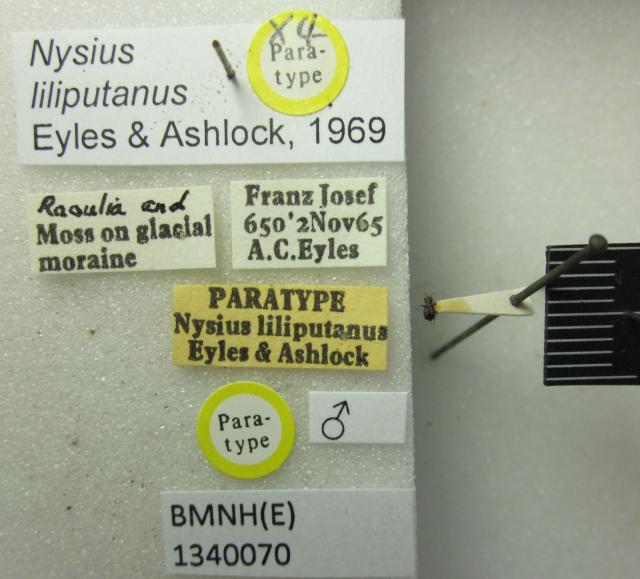 Nysius
liliputanus
Eyles & Ashlock, 1969
x4
Para-
type
Raoulia and
Moss on glacial
moraine
Franz Josef
650' 2Nov65
A.C.Eyles
PARATYPE
Nysius liliputanus
Eyles & Ashlock
Para-
type
♂
BMNH(E)
1340070